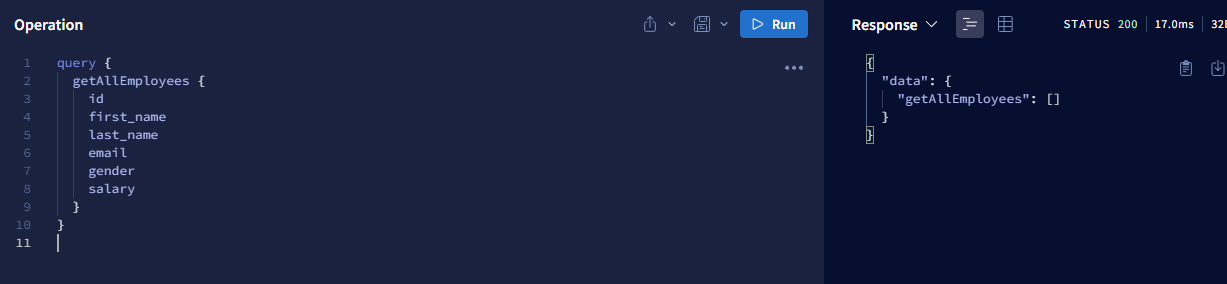 Operation
Run
1 query {
2 getAllEmployees {
3 id
4 first_name
5 last_name
6 email
7 gender
8 salary
9 }
10 }
11
Response
STATUS 200 17.0ms
{
"data": {
"getAllEmployees": []
}
}